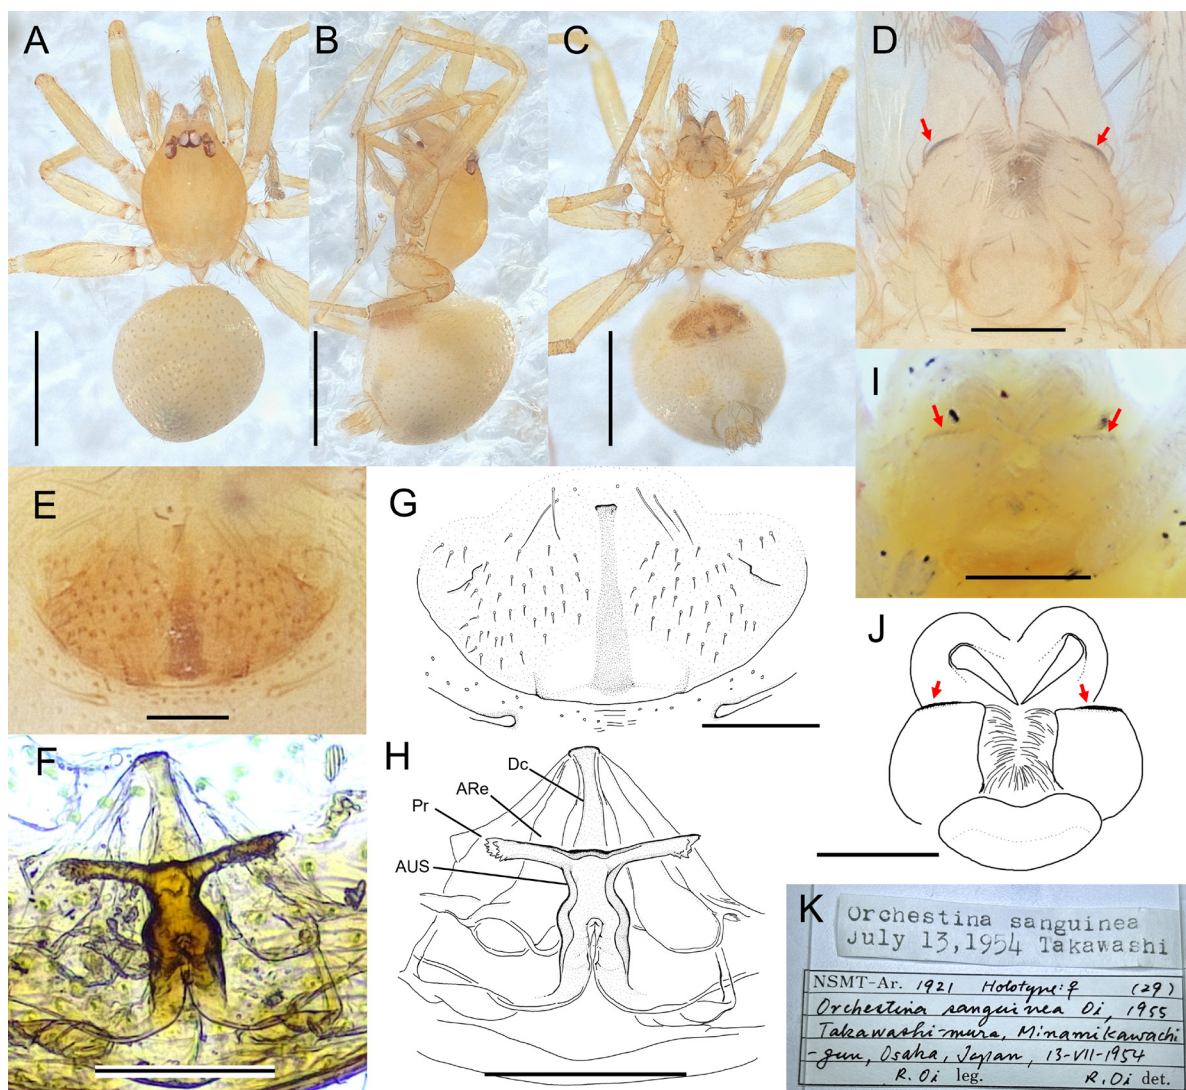 A
B
C
D
I
E
G
J
F
H
Dc
ARe
Pr
AUS
K
Orchestina sanguinea
July 13,1954 Takawashi
NSMT-Ar. 1921 Holotype: ♀ (29)
Orchestina sanguinea Oi, 1955
Takawashi-mura, Minamikawachi
-gun, Osaka, Japan, 13-VII-1954
R. Oi leg. R. Oi det.